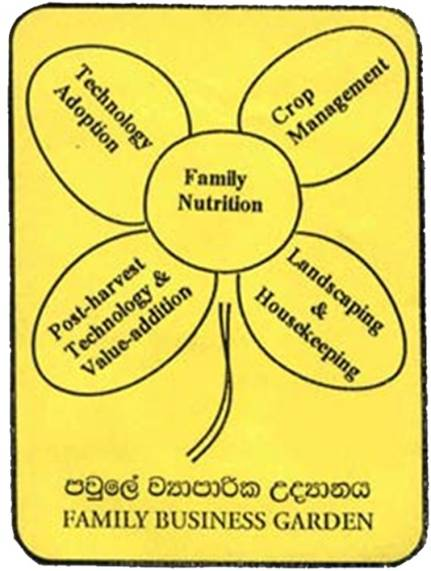 Technology
Adoption
Crop
Management
Family
Nutrition
Post-harvest
Technology &
Value-addition
Landscaping
&
Housekeeping
පවුලේ ව්‍යාපාරික උද්‍යානය
FAMILY BUSINESS GARDEN